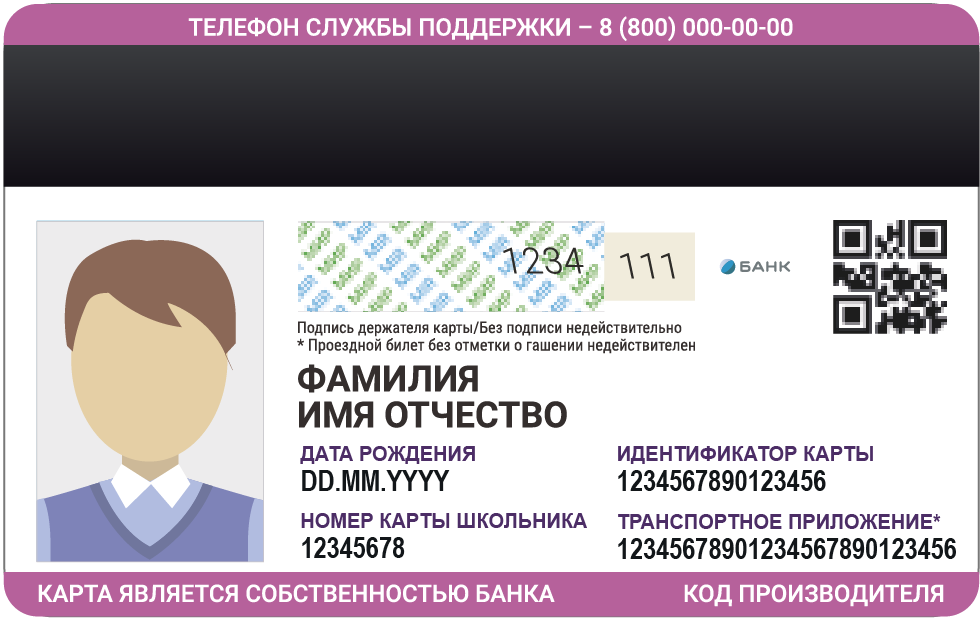 ТЕЛЕФОН СЛУЖБЫ ПОДДЕРЖКИ – 8 (800) 000-00-00
1234
111
БАНК
Подпись держателя карты/Без подписи недействительно
* Проездной билет без отметки о гашении недействителен
ФАМИЛИЯ
ИМЯ ОТЧЕСТВО
ДАТА РОЖДЕНИЯ
DD.MM.YYYY
ИДЕНТИФИКАТОР КАРТЫ
1234567890123456
НОМЕР КАРТЫ ШКОЛЬНИКА
12345678
ТРАНСПОРТНОЕ ПРИЛОЖЕНИЕ*
12345678901234567890123456
КАРТА ЯВЛЯЕТСЯ СОБСТВЕННОСТЬЮ БАНКА
КОД ПРОИЗВОДИТЕЛЯ